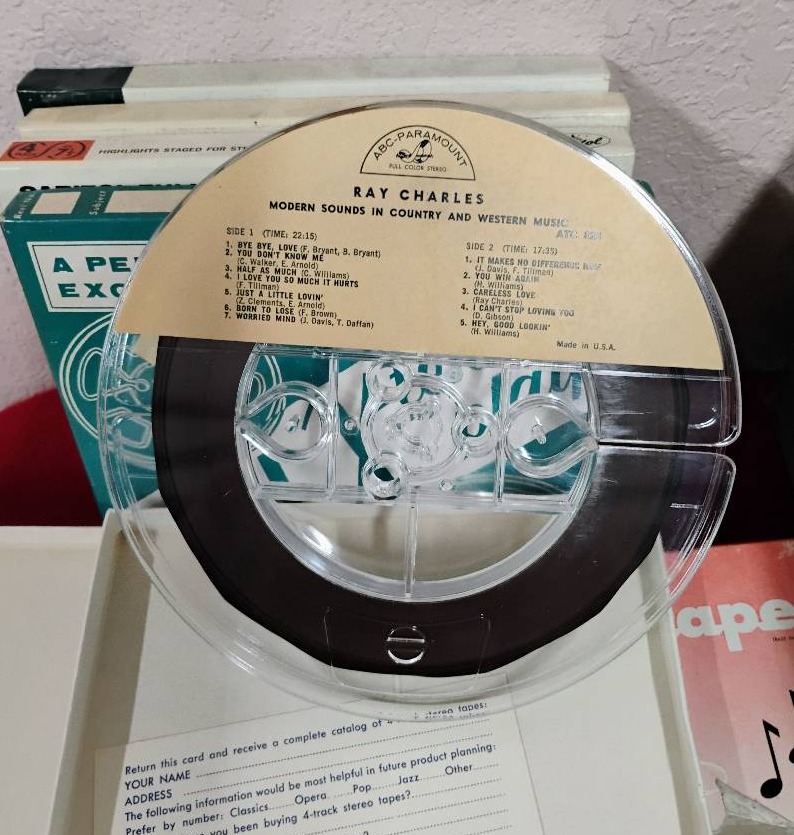 HIGHLIGHTS STAGED FOR
A PE
EXC
ABC-PARAMOUNT
FULL COLOR STEREO
RAY CHARLES
MODERN SOUNDS IN COUNTRY AND WESTERN MUSIC
ATC
SIDE 1 (TIME: 22:15)
1. BYE BYE, LOVE (F. Bryant, B. Bryant)
2. YOU DON'T KNOW ME
(C. Walker, E. Arnold)
3. HALF AS MUCH (C. Williams)
4. I LOVE YOU SO MUCH IT HURTS
(F. Tillman)
5. JUST A LITTLE LOVIN'
(Z. Clements, E. Arnold)
6. BORN TO LOSE (F. Brown)
7. WORRIED MIND (J. Davis, T. Daffan)
SIDE 2 (TIME: 17:35)
1. IT MAKES NO DIFFERENCE NOW
(J. Davis, F. Tillman)
2. YOU WIN AGAIN
(H. Williams)
3. CARELESS LOVE
(Ray Charles)
4. I CAN'T STOP LOVING YOU
(D. Gibson)
5. HEY, GOOD LOOKIN'
(H. Williams)
Made in U.S.A.
ape
Return this card and receive a complete catalog of 4 stereo tapes:
YOUR NAME
ADDRESS
The following information would be most helpful in future product planning:
Prefer by number: Classics Opera Pop Jazz Other
you been buying 4-track stereo tapes?